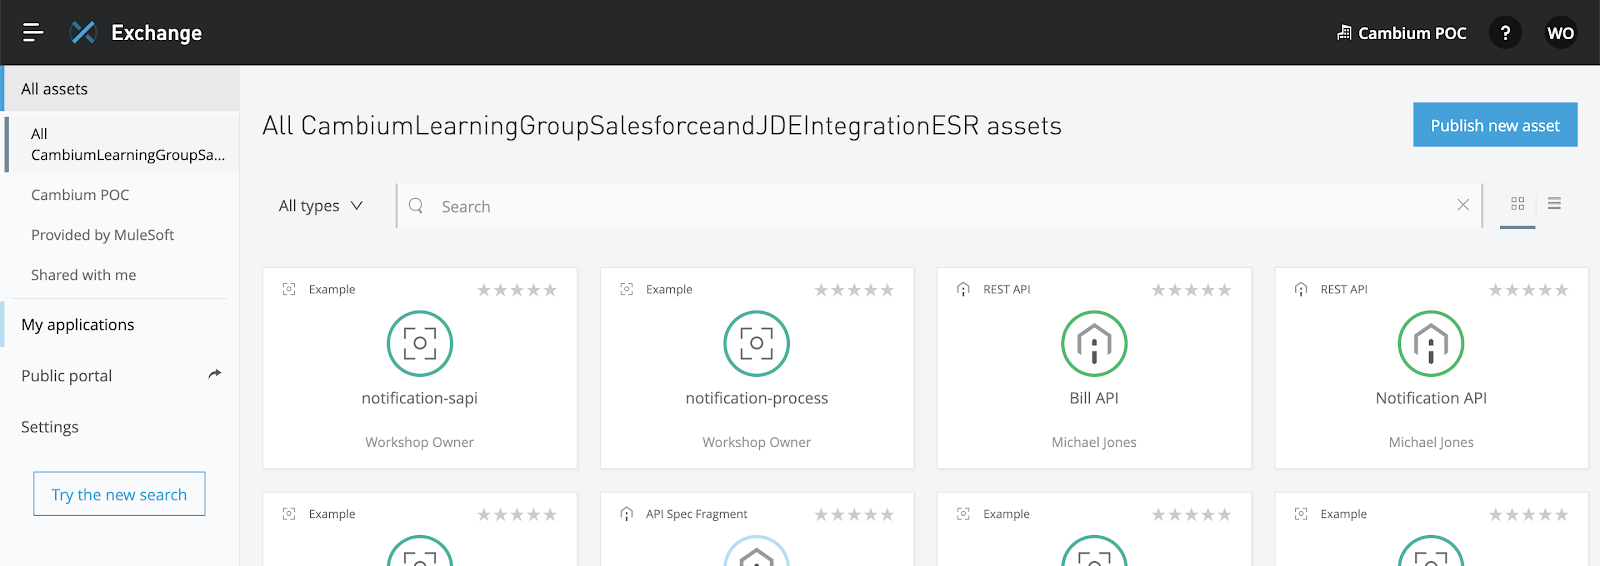 Exchange
Cambium POC
?
WO
All assets
All
CambiumLearningGroupSa...
Cambium POC
Provided by MuleSoft
Shared with me
My applications
Public portal
Settings
Try the new search
All CambiumLearningGroupSalesforceandJDEIntegrationESR assets
Publish new asset
All types
Search
Example
notification-sapi
Workshop Owner
Example
notification-process
Workshop Owner
REST API
Bill API
Michael Jones
REST API
Notification API
Michael Jones
Example
API Spec Fragment
Example
Example